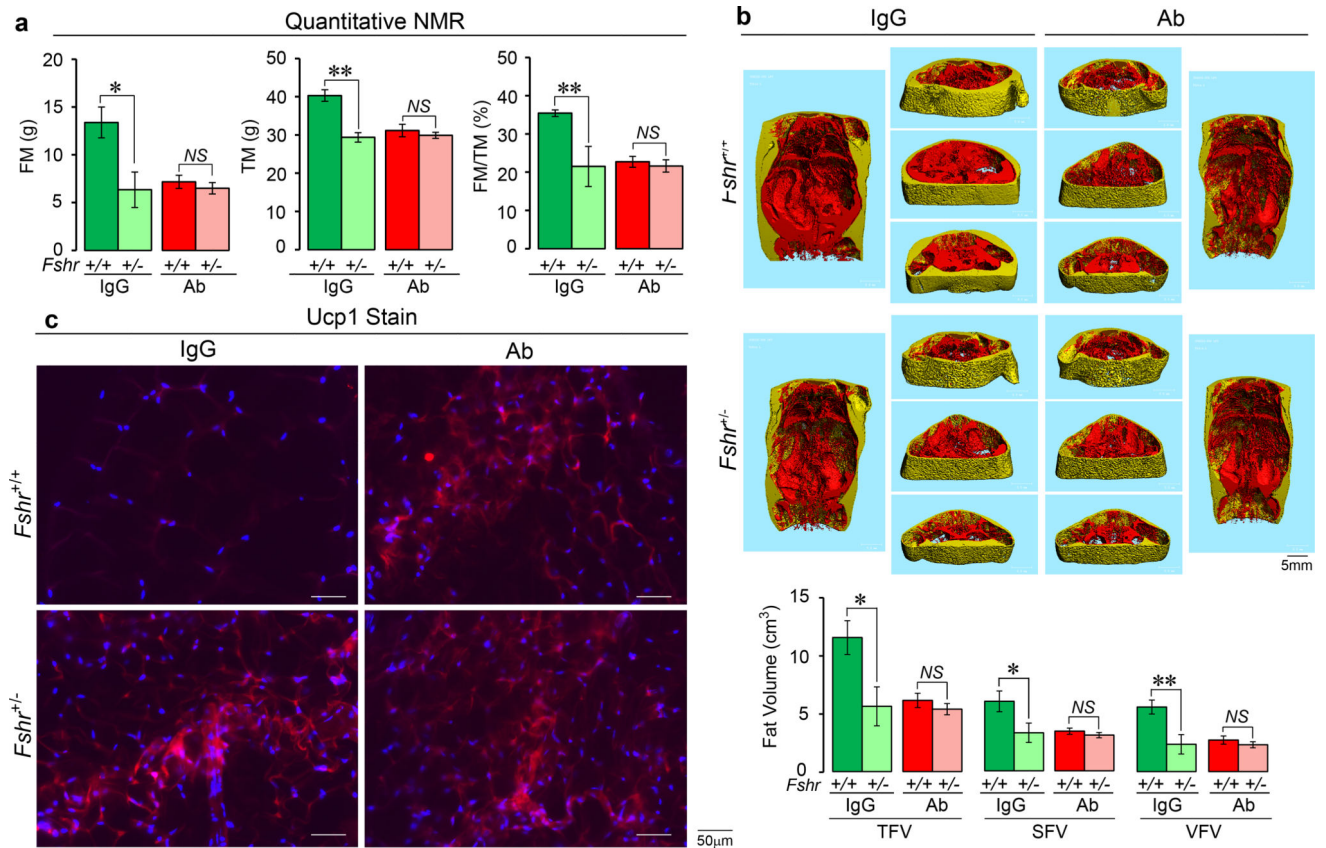 a
Quantitative NMR
FM (g)
20
15
10
5
0
*
NS
Fshr +/+ +/- +/+ +/-
IgG Ab
TM (g)
50
40
30
20
10
0
**
NS
+/+ +/- +/+ +/-
IgG Ab
FM/TM (%)
50
40
30
20
10
0
**
NS
+/+ +/- +/+ +/-
IgG Ab
b
IgG Ab
Fshr+/+
Fshr+/-
5mm
Fat Volume (cm³)
15
10
5
0
* NS * NS ** NS
Fshr +/+ +/- +/+ +/- +/+ +/- +/+ +/- +/+ +/- +/+ +/-
IgG Ab IgG Ab IgG Ab
TFV SFV VFV
c
Ucp1 Stain
IgG Ab
Fshr+/+
Fshr+/-
50µm